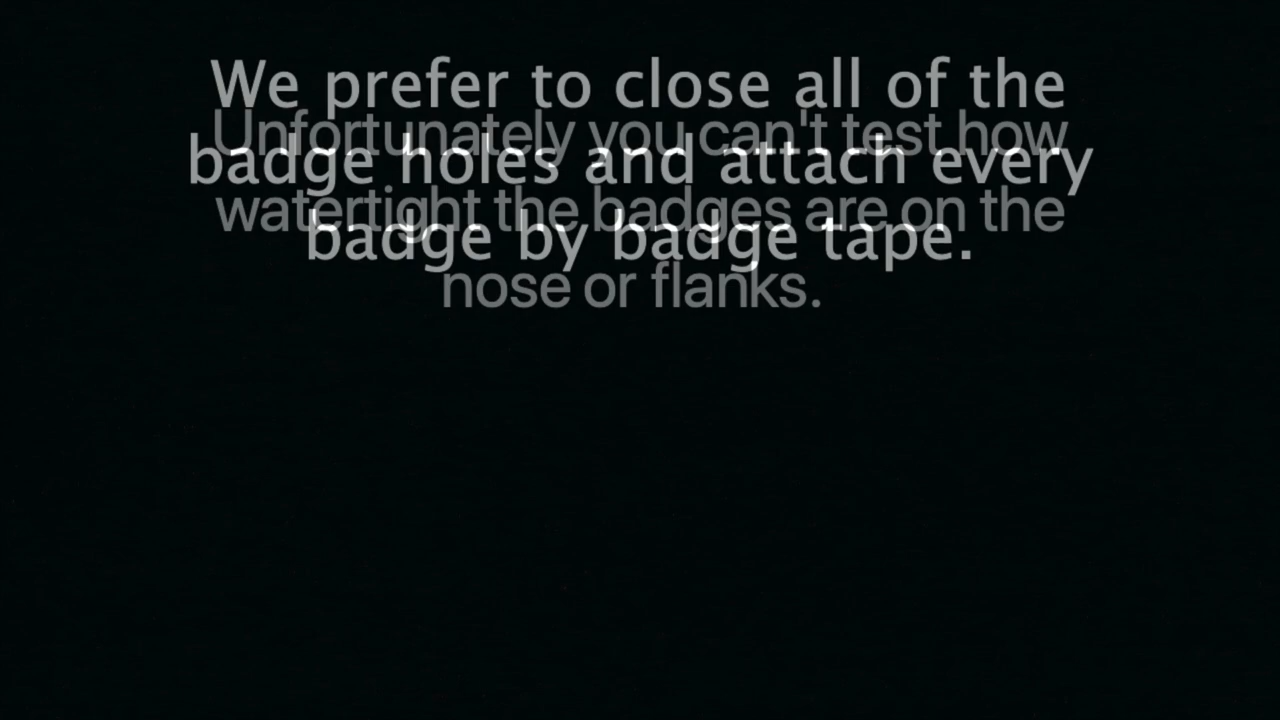 We prefer to close all of the
badge holes and attach every
badge by badge tape.
Unfortunately you can't test how
watertight the badges are on the
nose or flanks.